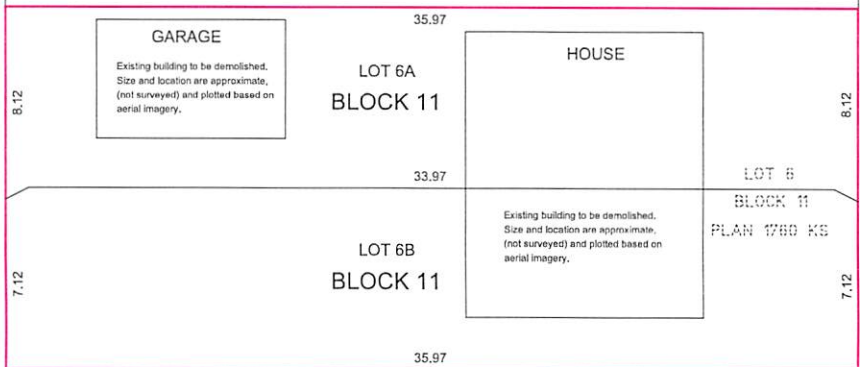 35.97
GARAGE
Existing building to be demolished.
Size and location are approximate,
(not surveyed) and plotted based on
aerial imagery.
LOT 6A
BLOCK 11
HOUSE
8.12
8.12
33.97
LOT 6
BLOCK 11
PLAN 1760 KS
Existing building to be demolished.
Size and location are approximate,
(not surveyed) and plotted based on
aerial imagery.
LOT 6B
BLOCK 11
7.12
7.12
35.97